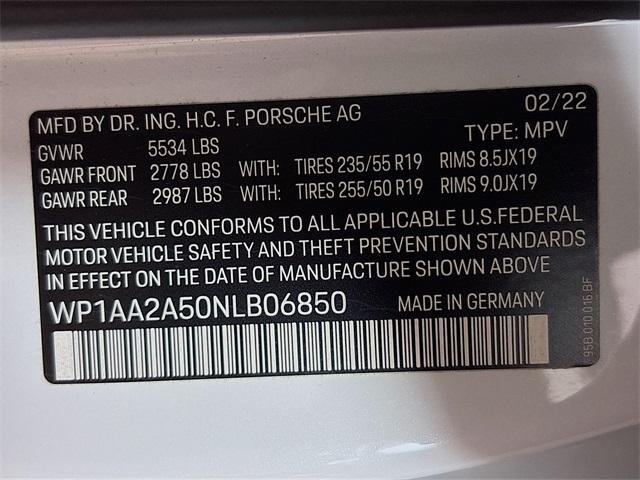 MFD BY DR. ING. H.C. F. PORSCHE AG 02/22
GVWR 5534 LBS TYPE: MPV
GAWR FRONT 2778 LBS WITH: TIRES 235/55 R19 RIMS 8.5JX19
GAWR REAR 2987 LBS WITH: TIRES 255/50 R19 RIMS 9.0JX19
THIS VEHICLE CONFORMS TO ALL APPLICABLE U.S.FEDERAL
MOTOR VEHICLE SAFETY AND THEFT PREVENTION STANDARDS
IN EFFECT ON THE DATE OF MANUFACTURE SHOWN ABOVE.
WP1AA2A50NLB06850 MADE IN GERMANY
95B.010.016 BF